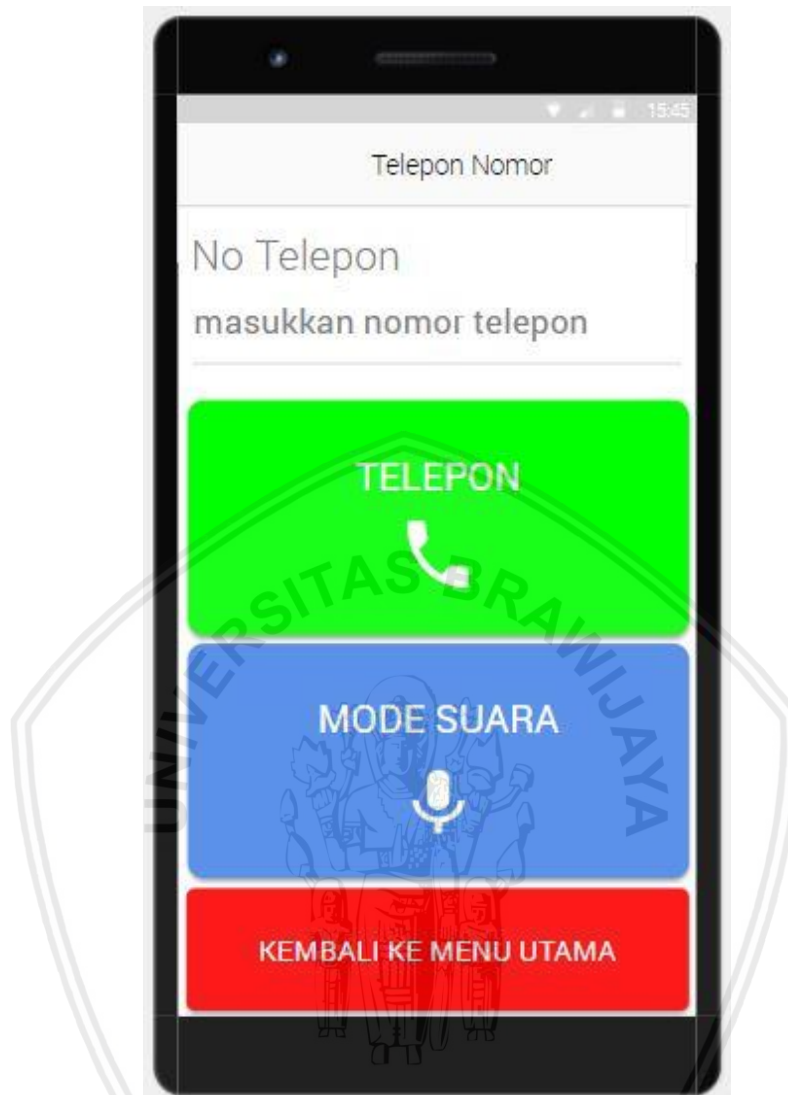 15:45
Telepon Nomor
No Telepon
masukkan nomor telepon
TELEPON
MODE SUARA
KEMBALI KE MENU UTAMA
UNIVERSITAS BRAWIJAYA